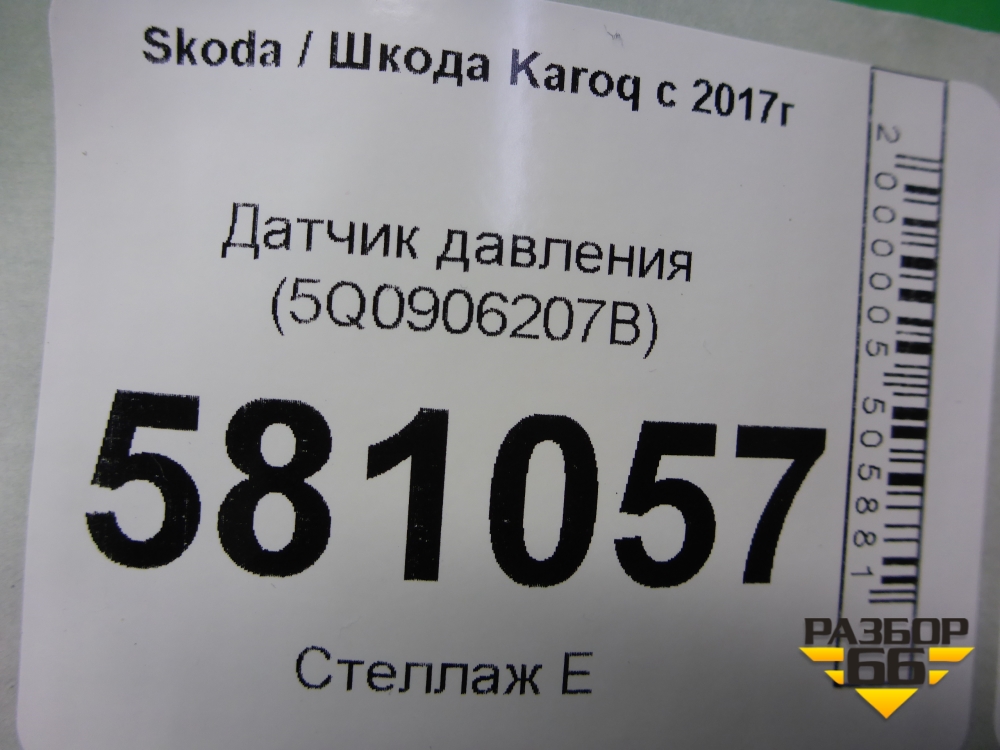 Skoda / Шкода Karoq с 2017г
Датчик давления
(5Q0906207B)
581057
Стеллаж Е
2000005505881
РАЗБОР
66